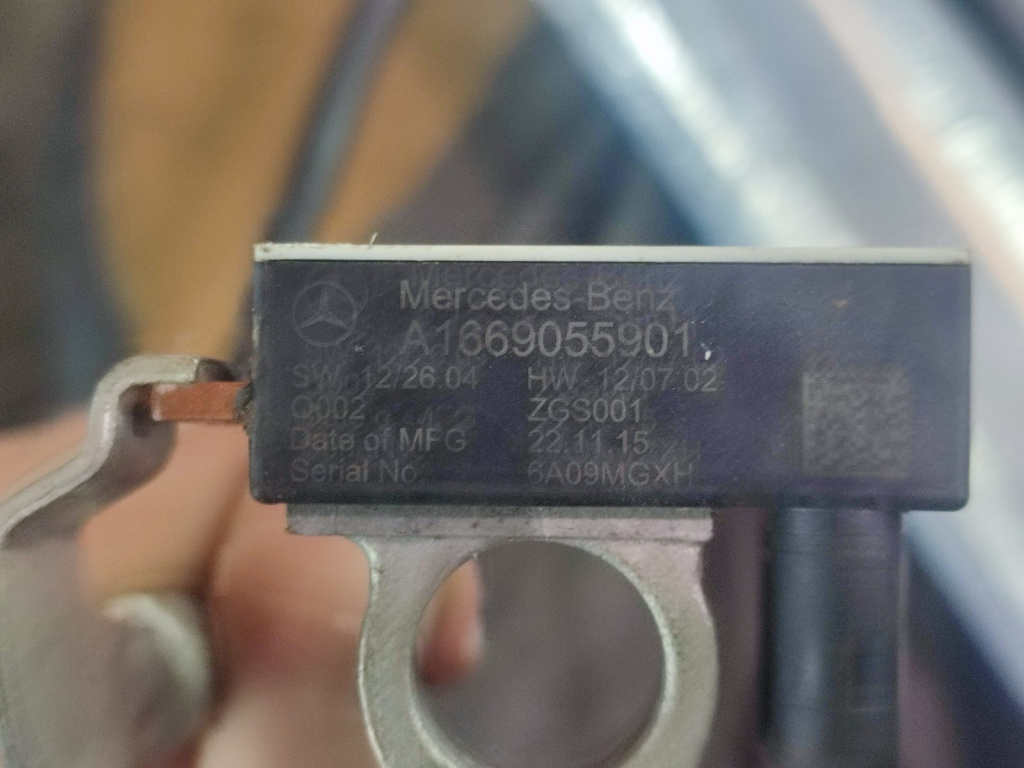 Mercedes-Benz
A1669055901
SW 12/26.04 HW 12/07.02
Q002 ZGS001
Date of MFG 22.11.15
Serial No. 6A09MGXH